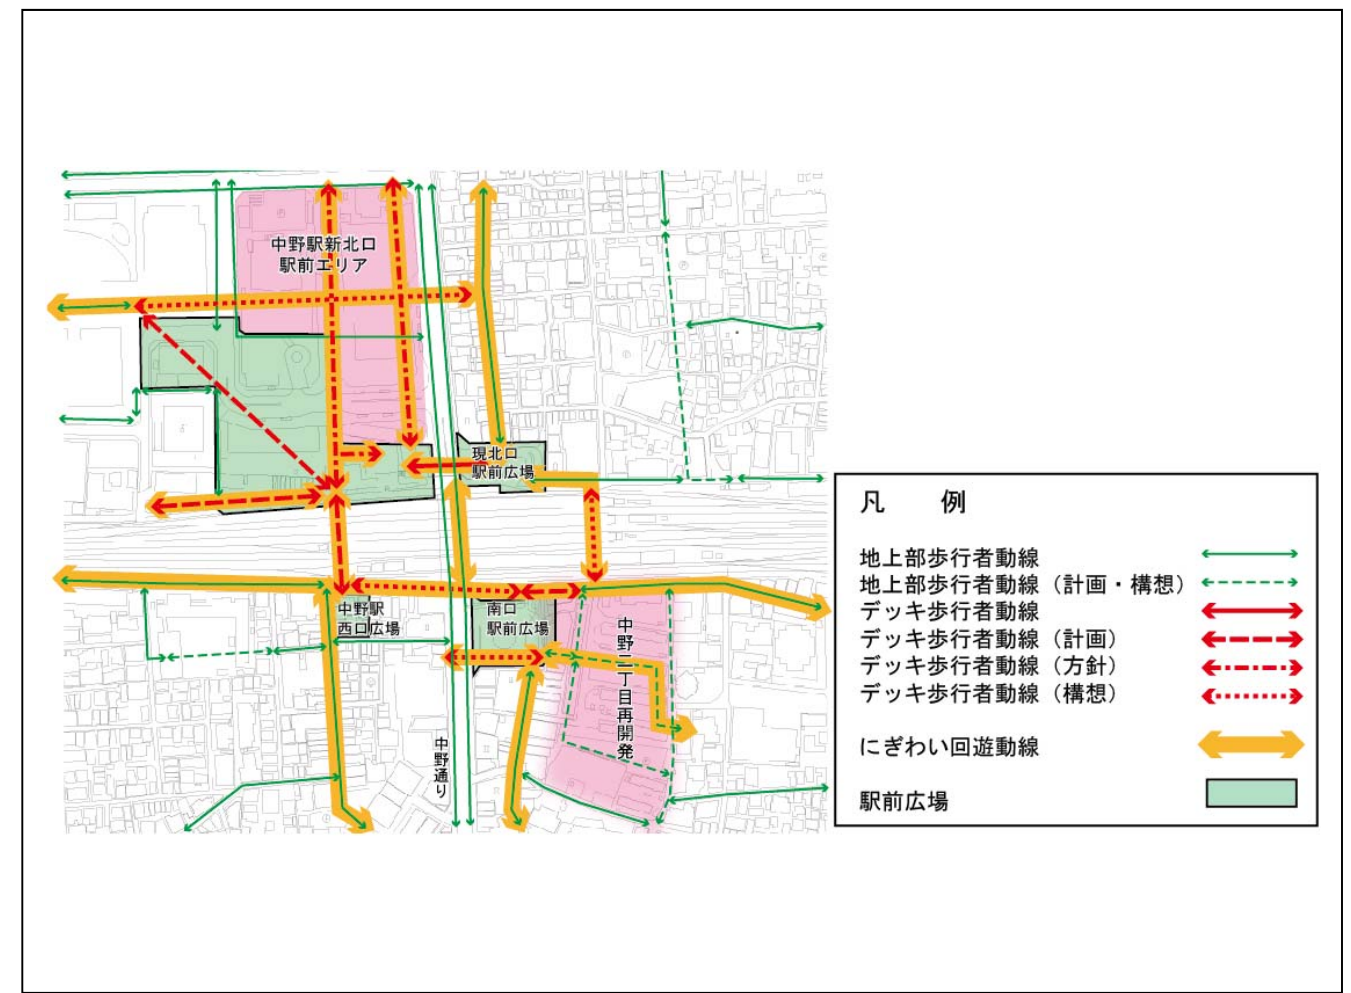 中野駅新北口
駅前エリア
現北口
駅前広場
中野駅
西口広場
南口
駅前広場
中野二丁目再開発
中野通り
凡　例
地上部歩行者動線
地上部歩行者動線（計画・構想）
デッキ歩行者動線
デッキ歩行者動線（計画）
デッキ歩行者動線（方針）
デッキ歩行者動線（構想）
にぎわい回遊動線
駅前広場